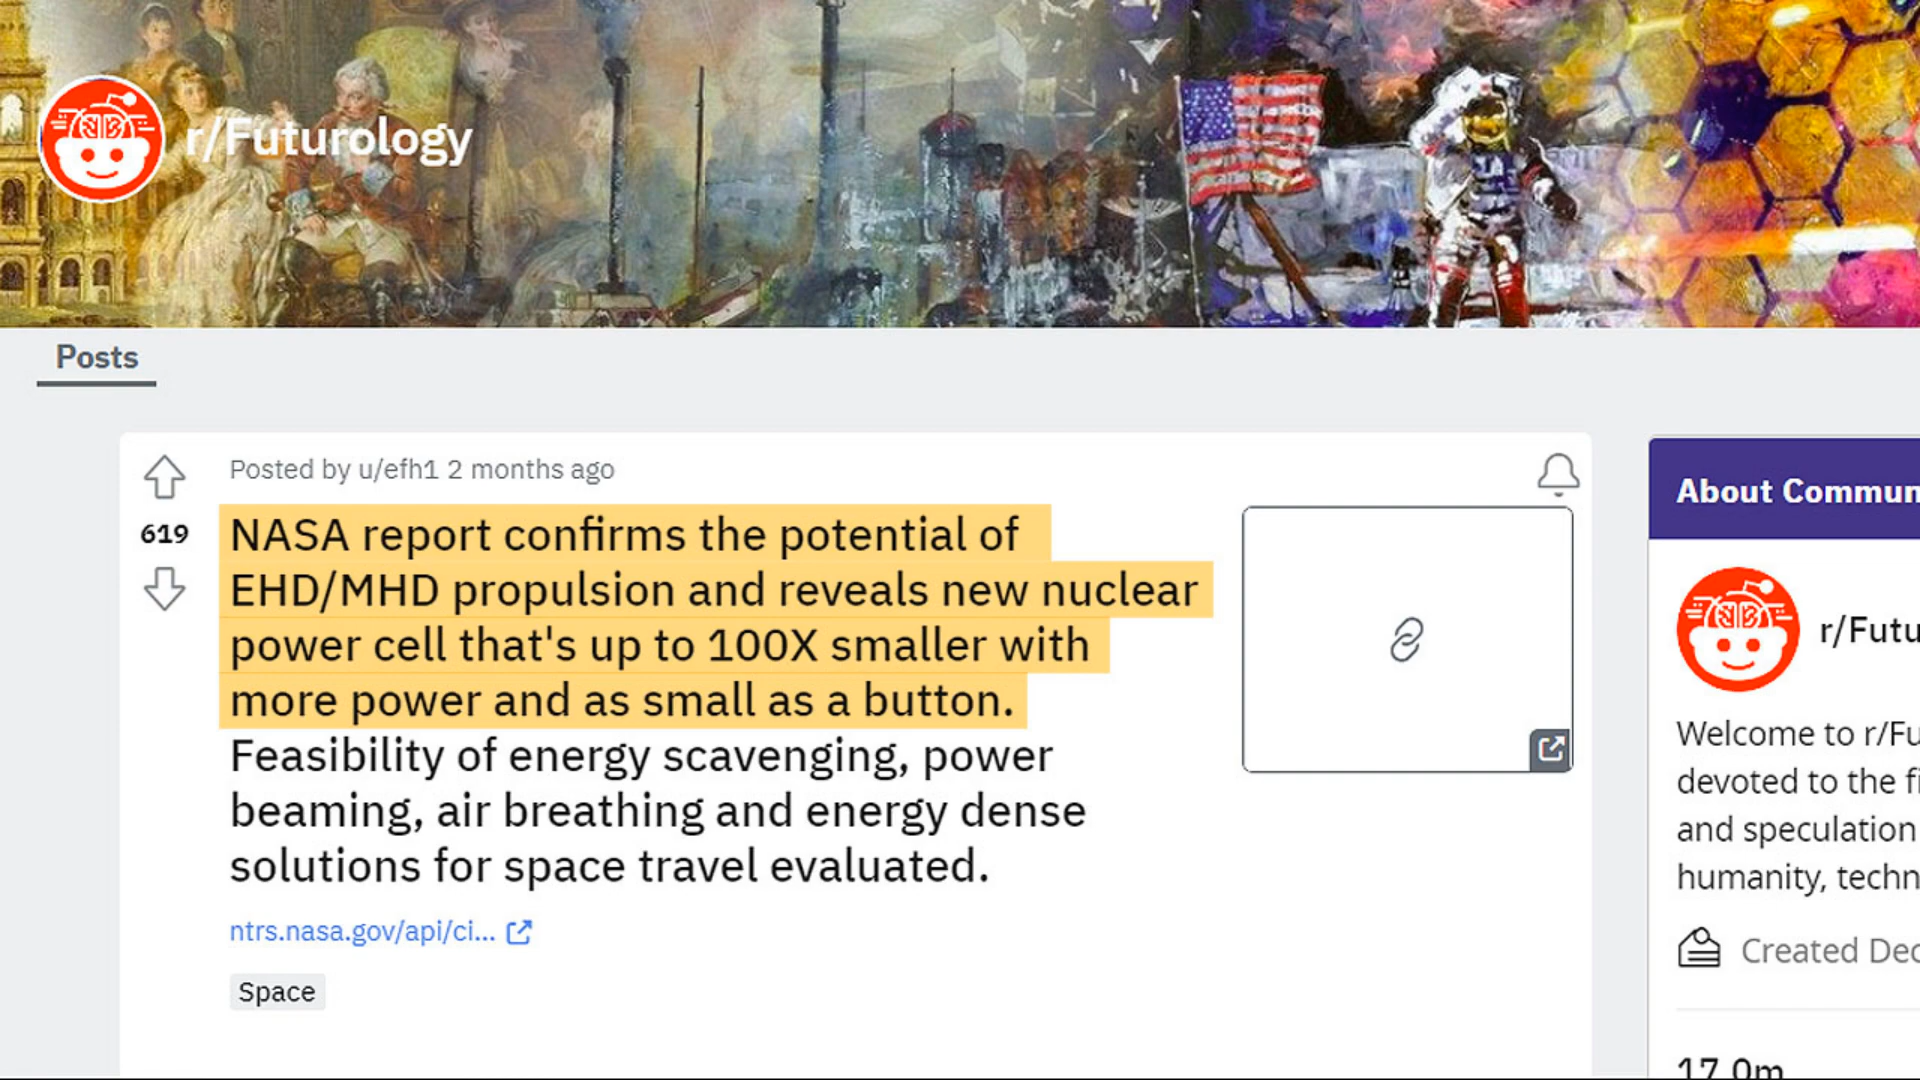 r/Futurology
Posts
Posted by u/efh1 2 months ago
619
NASA report confirms the potential of
EHD/MHD propulsion and reveals new nuclear
power cell that's up to 100X smaller with
more power and as small as a button.
Feasibility of energy scavenging, power
beaming, air breathing and energy dense
solutions for space travel evaluated.
ntrs.nasa.gov/api/ci...
Space
About Commun
r/Futu
Welcome to r/Fu
devoted to the fi
and speculation
humanity, techn
Created Dec
17.0m